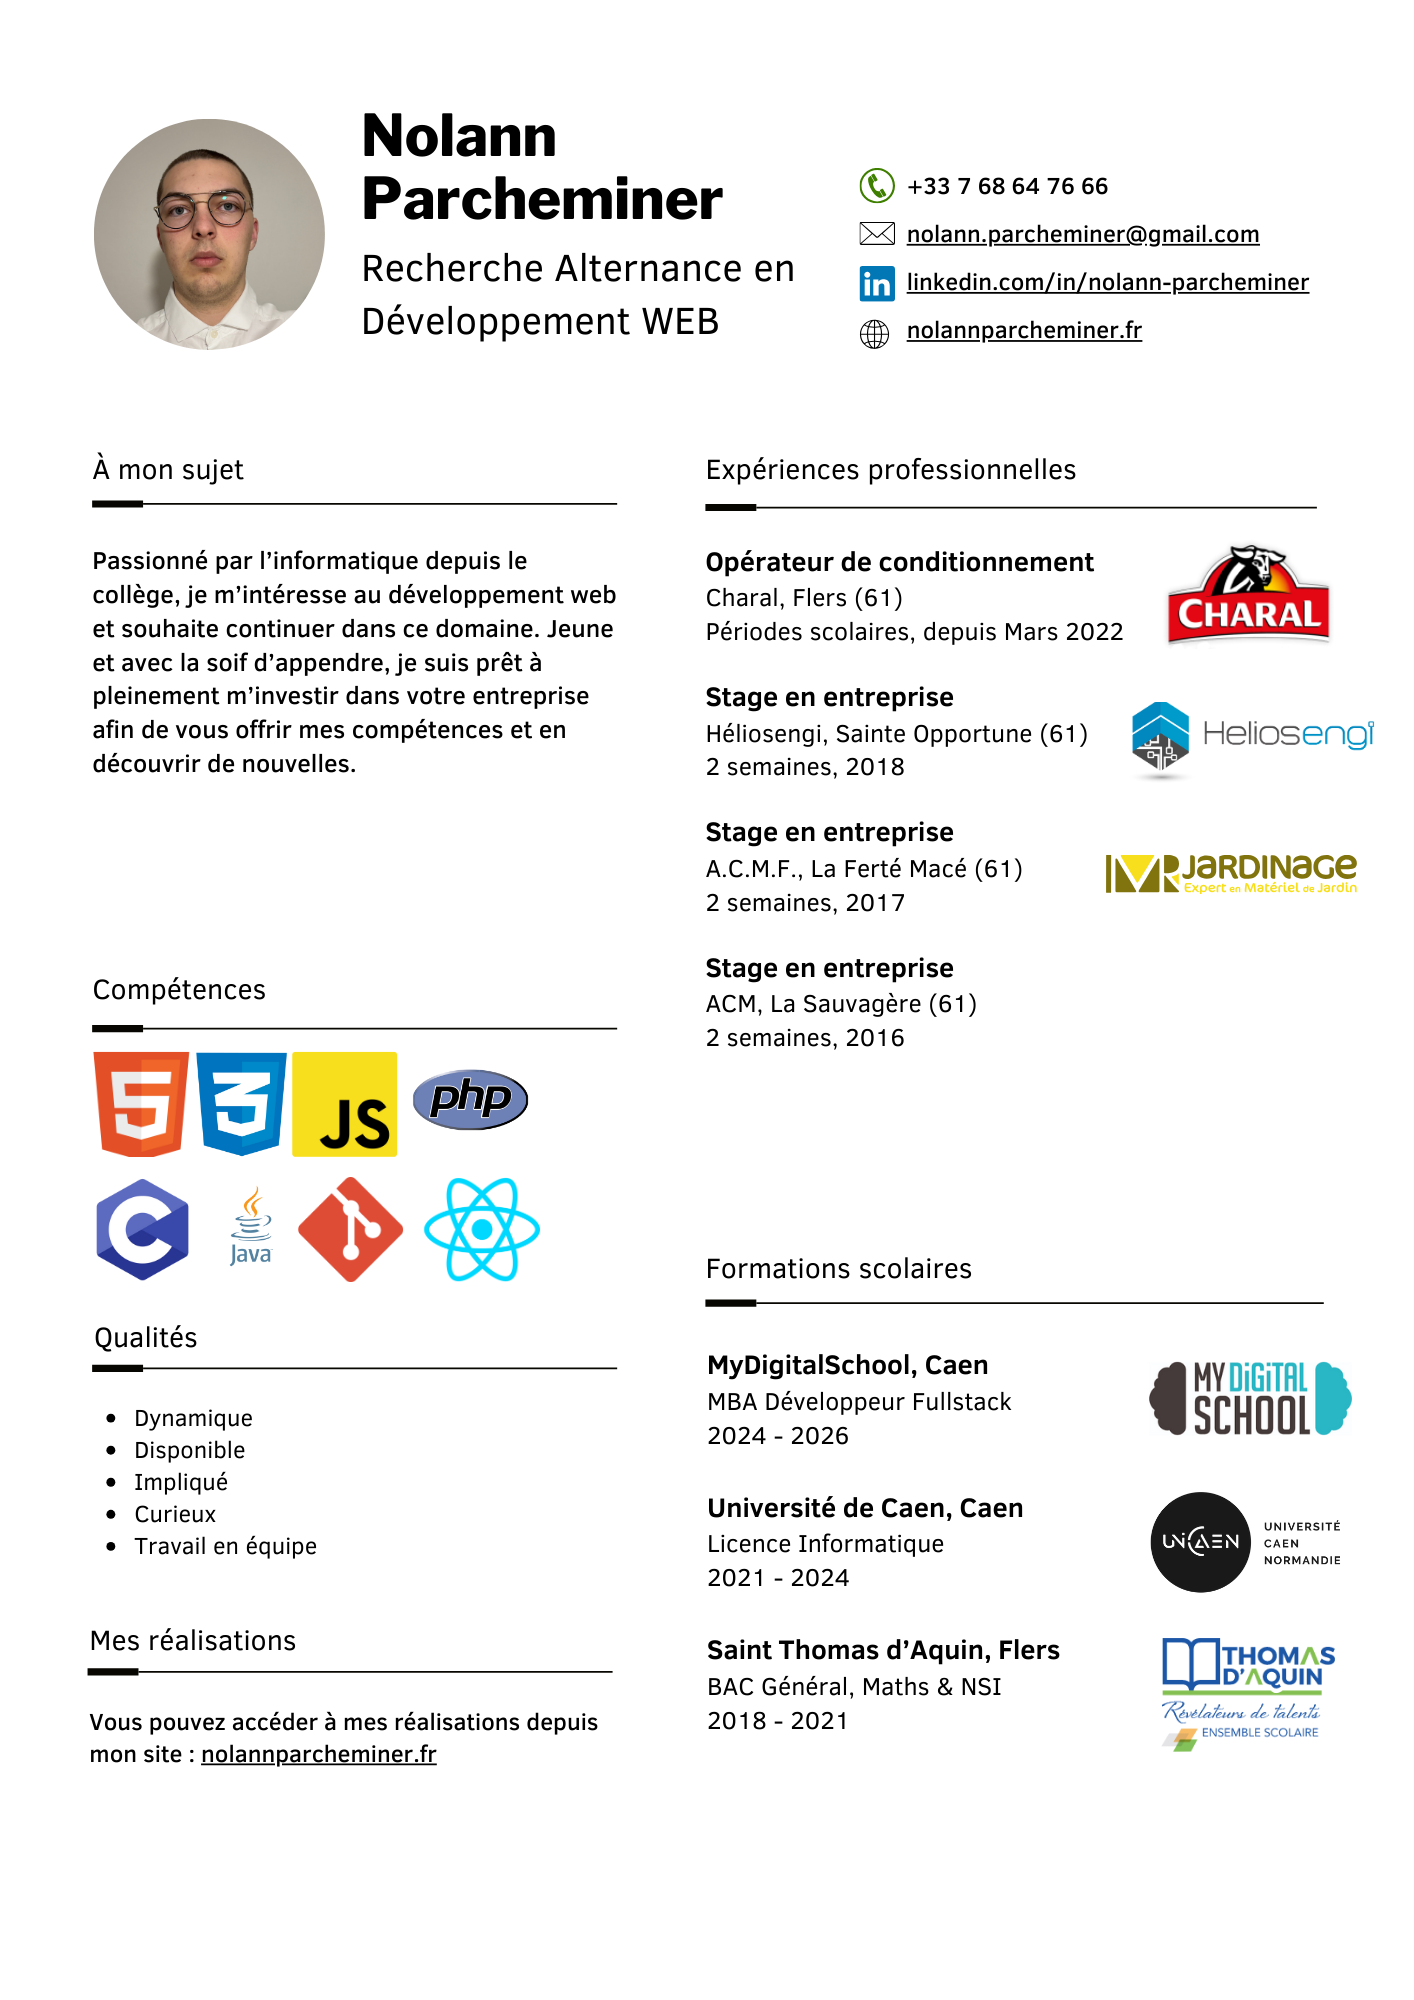 Nolann
Parcheminer
Recherche Alternance en
Développement WEB
+33 7 68 64 76 66
nolann.parcheminer@gmail.com
linkedin.com/in/nolann-parcheminer
nolannparcheminer.fr
À mon sujet
Passionné par l’informatique depuis le
collège, je m’intéresse au développement web
et souhaite continuer dans ce domaine. Jeune
et avec la soif d’appendre, je suis prêt à
pleinement m’investir dans votre entreprise
afin de vous offrir mes compétences et en
découvrir de nouvelles.
Compétences
5
3
JS
php
C
Java
Qualités
• Dynamique
• Disponible
• Impliqué
• Curieux
• Travail en équipe
Mes réalisations
Vous pouvez accéder à mes réalisations depuis
mon site : nolannparcheminer.fr
Expériences professionnelles
Opérateur de conditionnement
Charal, Flers (61)
Périodes scolaires, depuis Mars 2022
CHARAL
Stage en entreprise
Héliosengi, Sainte Opportune (61)
2 semaines, 2018
Heliosengi
Stage en entreprise
A.C.M.F., La Ferté Macé (61)
2 semaines, 2017
MR JARDINAGE
Expert en Matériel de Jardin
Stage en entreprise
ACM, La Sauvagère (61)
2 semaines, 2016
Formations scolaires
MyDigitalSchool, Caen
MBA Développeur Fullstack
2024 - 2026
MY DiGiTAL
SCHOOL
Université de Caen, Caen
Licence Informatique
2021 - 2024
UNICAEN
UNIVERSITÉ
CAEN
NORMANDIE
Saint Thomas d’Aquin, Flers
BAC Général, Maths & NSI
2018 - 2021
THOMAS
D’AQUIN
Révélateurs de talents
ENSEMBLE SCOLAIRE